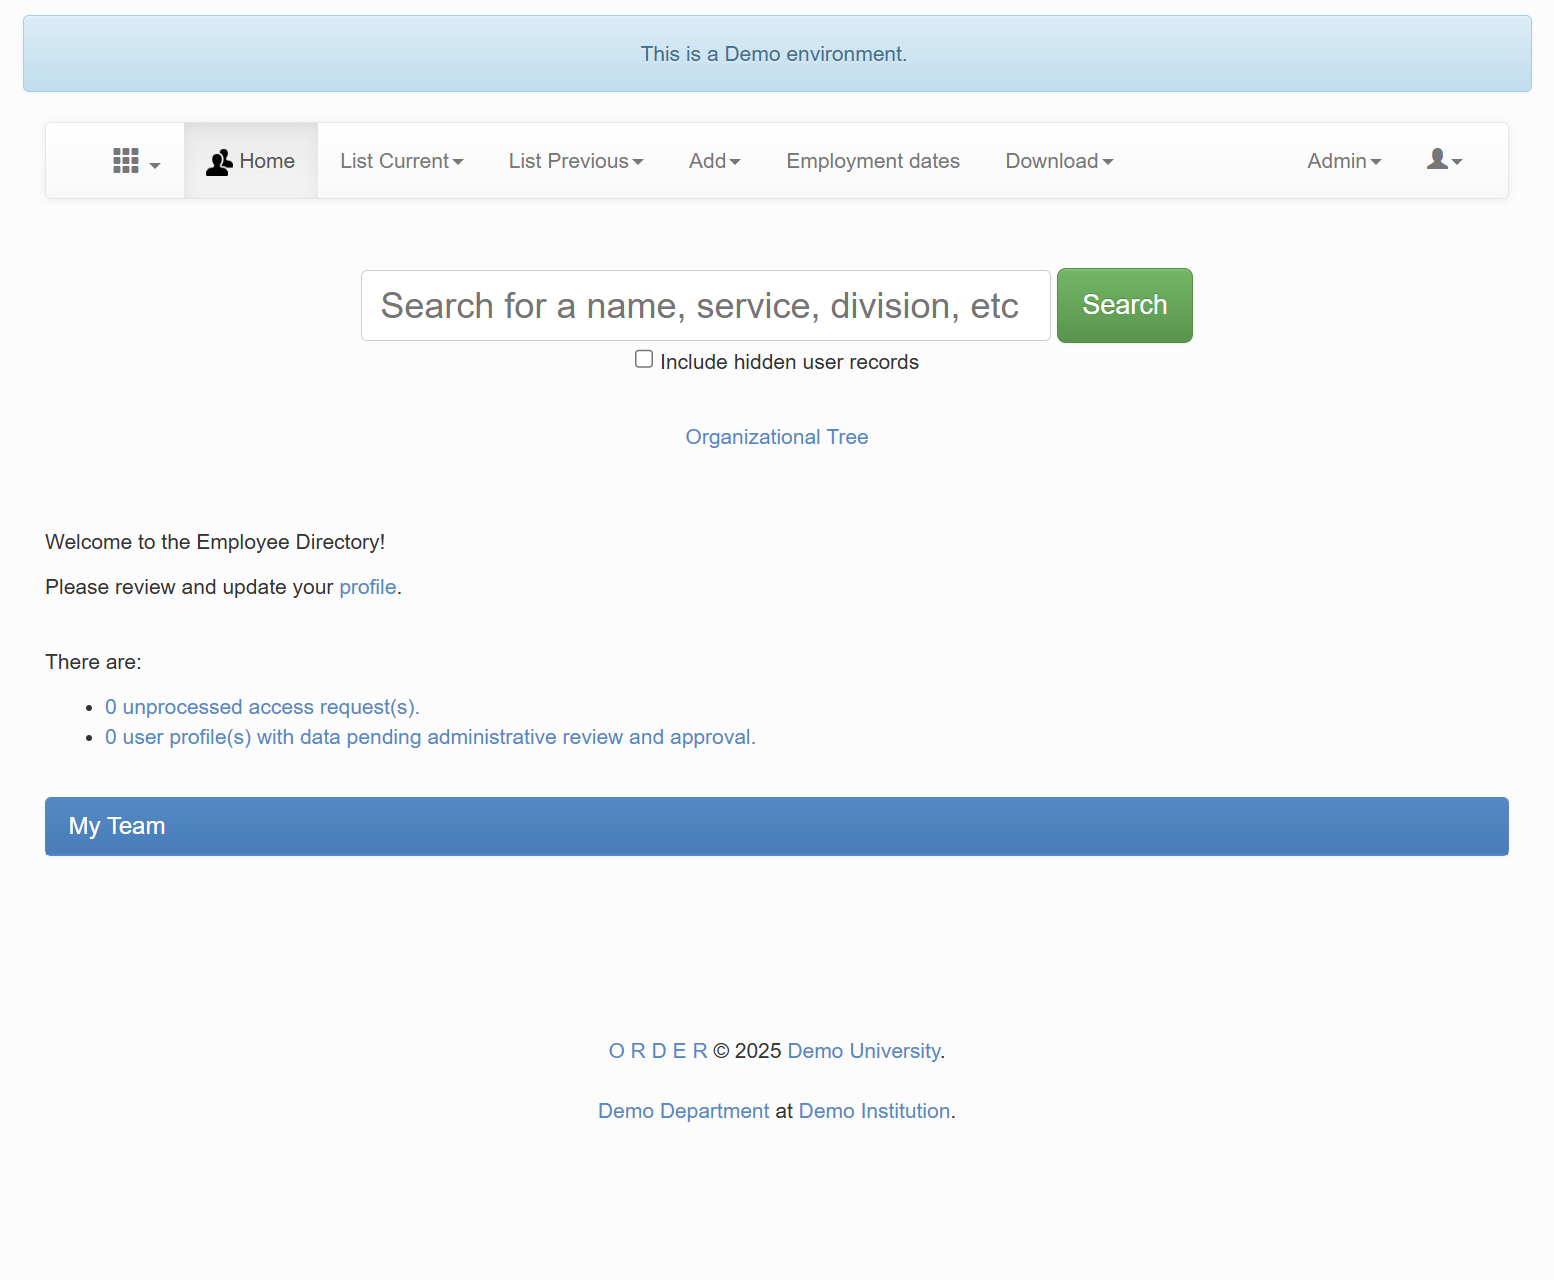 This is a Demo environment.
Home List Current List Previous Add Employment dates Download Admin
Search for a name, service, division, etc Search
Include hidden user records
Organizational Tree
Welcome to the Employee Directory!
Please review and update your profile.
There are:
• 0 unprocessed access request(s).
• 0 user profile(s) with data pending administrative review and approval.
My Team
O R D E R © 2025 Demo University.
Demo Department at Demo Institution.